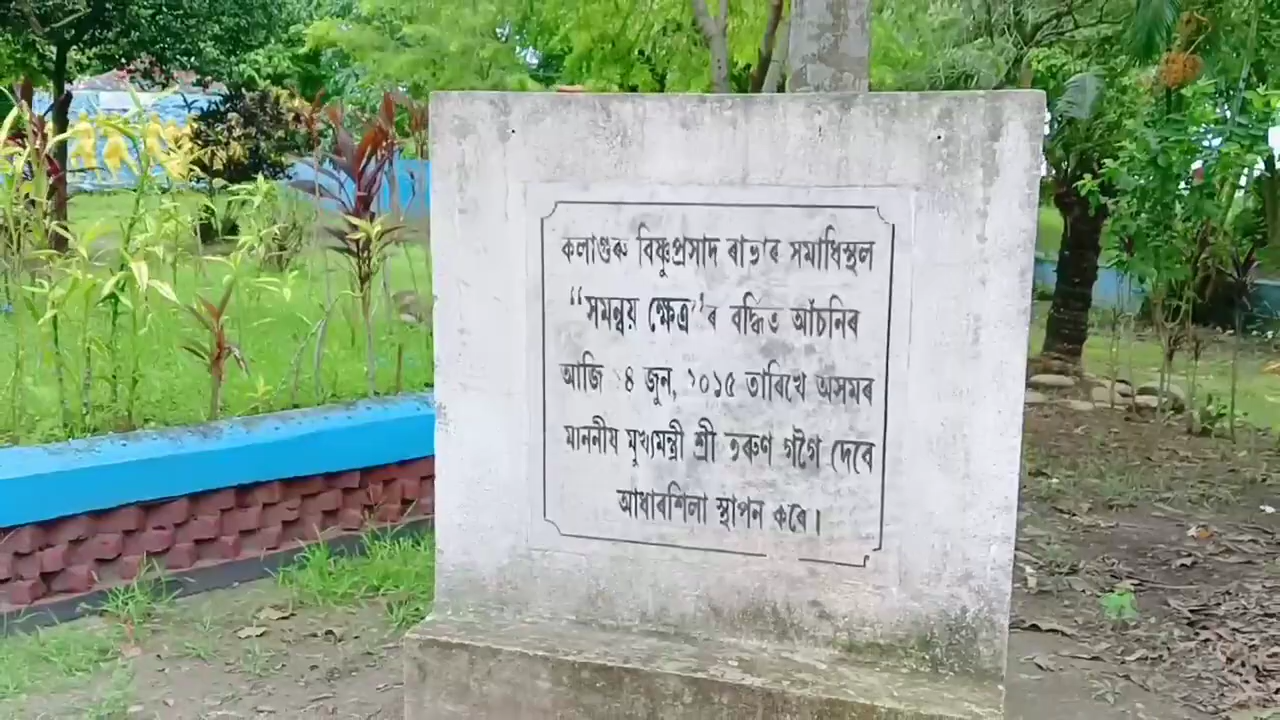 কলাগুৰু বিষ্ণুপ্ৰসাদ ৰাভাৰ সমাধিস্থল
“সমন্বয় ক্ষেত্ৰ”ৰ বৰ্দ্ধিত আঁচনিৰ
আজি জুন, ২০১৫ তাৰিখে অসমৰ
মাননীয় মুখ্যমন্ত্ৰী শ্ৰী তৰুণ গগৈ দেৱে
আধাৰশিলা স্থাপন কৰে।